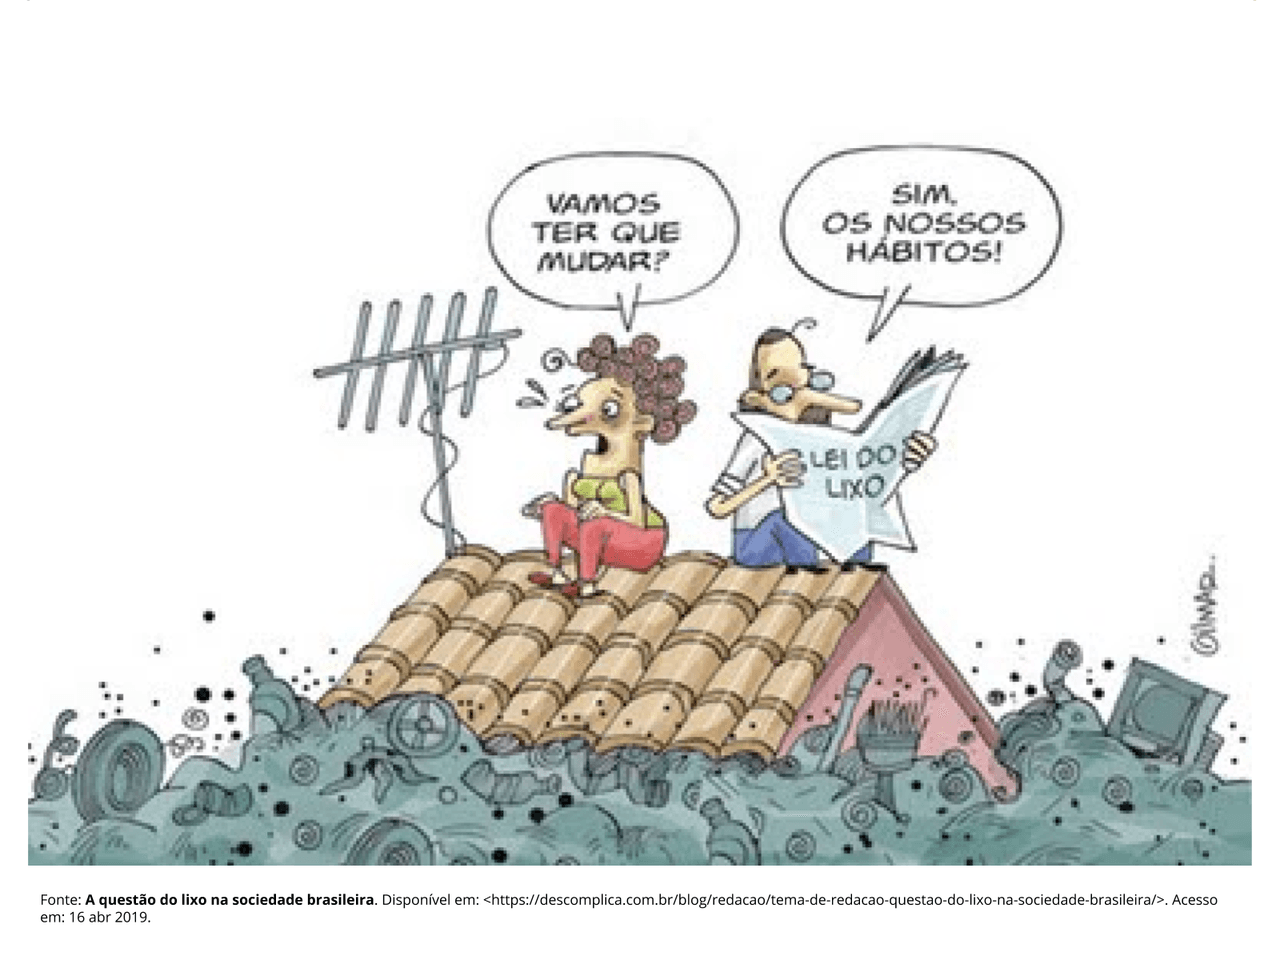 VAMOS
TER QUE
MUDAR?
SIM,
OS NOSSOS
HÁBITOS!
LEI DO
LIXO
Fonte: A questão do lixo na sociedade brasileira. Disponível em: <https://descomplica.com.br/blog/redacao/tema-de-redacao-questao-do-lixo-na-sociedade-brasileira/>. Acesso
em: 16 abr 2019.